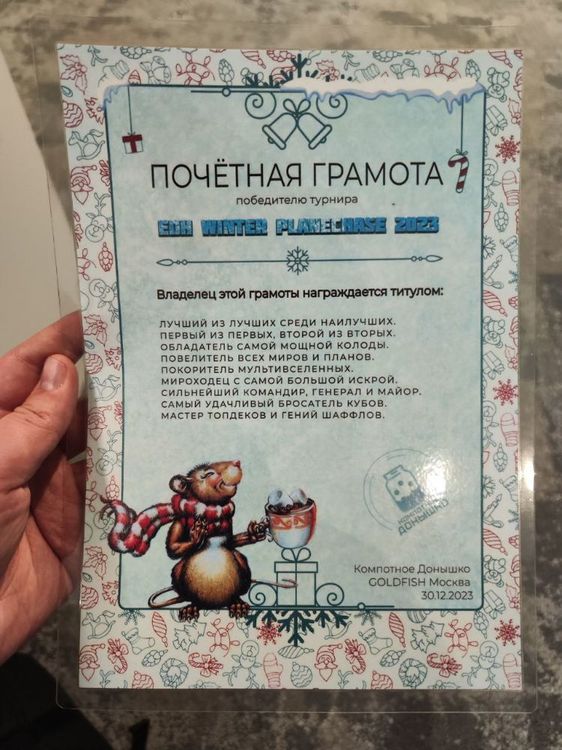 ПОЧЁТНАЯ ГРАМОТА
победителю турнира
EDH WINTER PLANECHASE 2023
Владелец этой грамоты награждается титулом:
ЛУЧШИЙ ИЗ ЛУЧШИХ СРЕДИ НАИЛУЧШИХ.
ПЕРВЫЙ ИЗ ПЕРВЫХ, ВТОРОЙ ИЗ ВТОРЫХ.
ОБЛАДАТЕЛЬ САМОЙ МОЩНОЙ КОЛОДЫ.
ПОВЕЛИТЕЛЬ ВСЕХ МИРОВ И ПЛАНОВ.
ПОКОРИТЕЛЬ МУЛЬТИВСЕЛЕННЫХ.
МИРОХОДЕЦ С САМОЙ БОЛЬШОЙ ИСКРОЙ.
СИЛЬНЕЙШИЙ КОМАНДИР, ГЕНЕРАЛ И МАЙОР.
САМЫЙ УДАЧЛИВЫЙ БРОСАТЕЛЬ КУБОВ.
МАСТЕР ТОПДЕКОВ И ГЕНИЙ ШАФФЛОВ.
КОМПОТНОЕ
ДОНЫШКО
Компотное Донышко
GOLDFISH Москва
30.12.2023